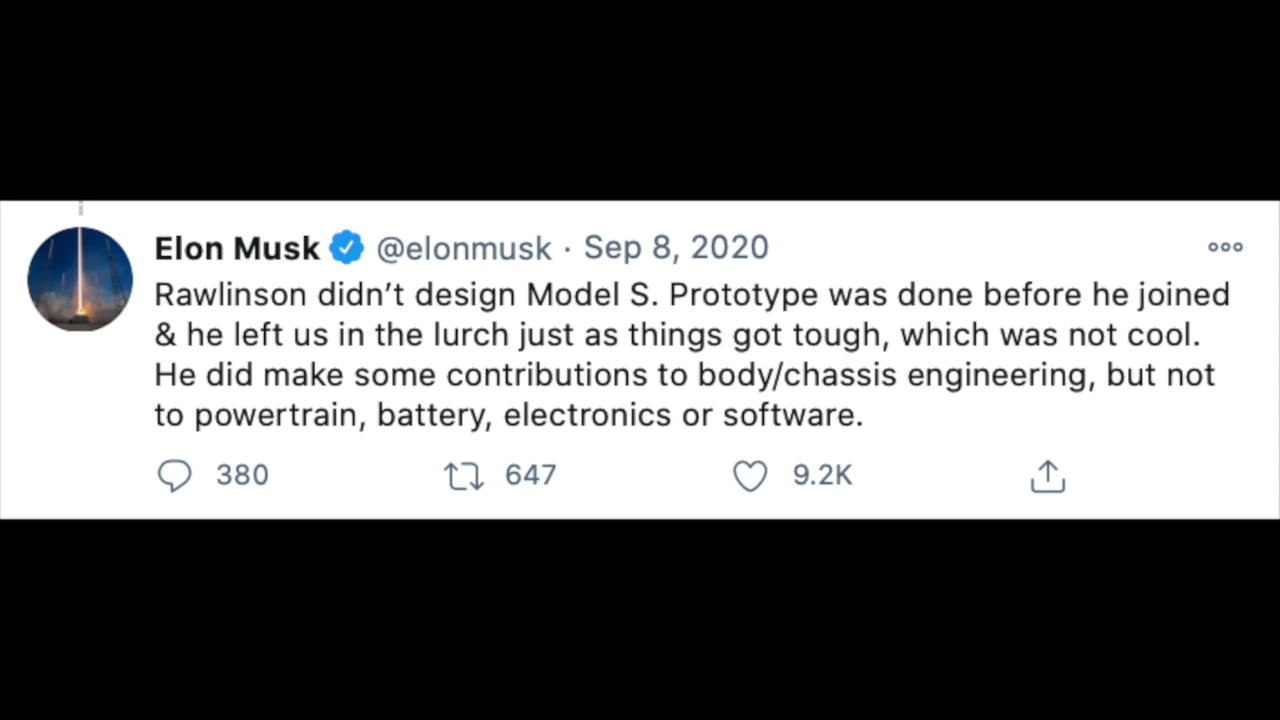 Elon Musk @elonmusk · Sep 8, 2020
Rawlinson didn’t design Model S. Prototype was done before he joined
& he left us in the lurch just as things got tough, which was not cool.
He did make some contributions to body/chassis engineering, but not
to powertrain, battery, electronics or software.
380 647 9.2K